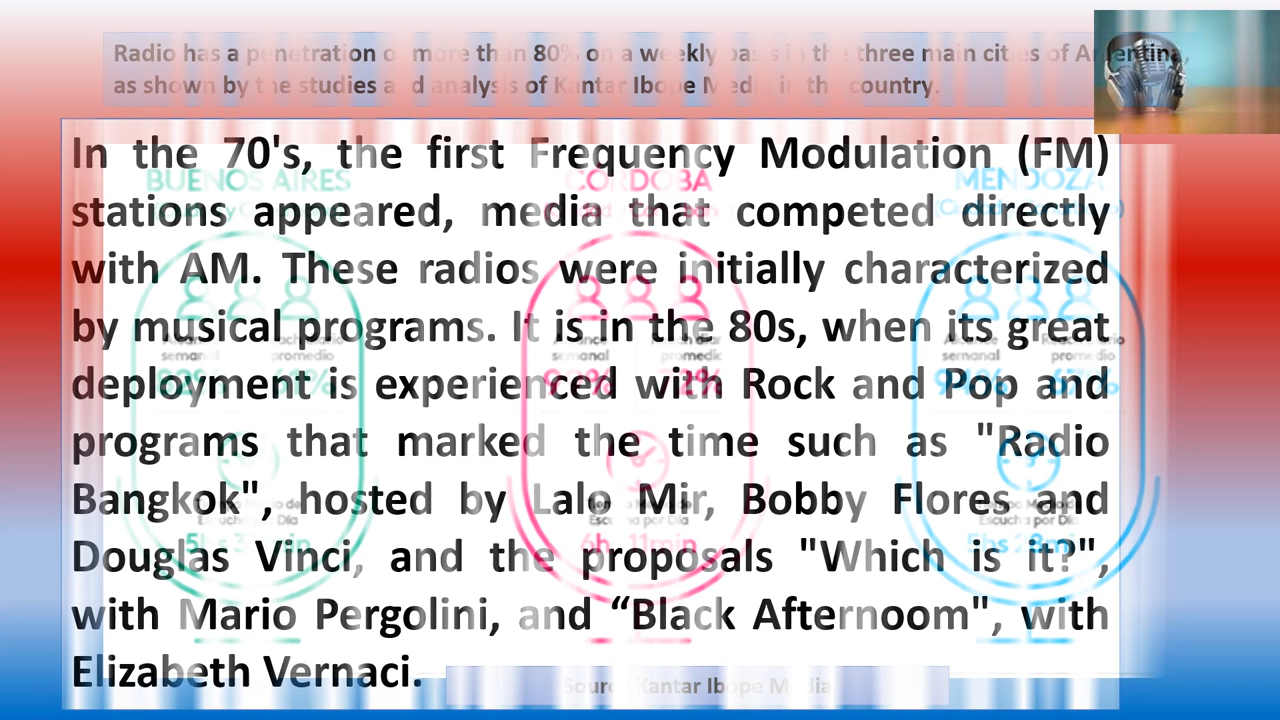 Radio has a penetration of more than 80% on a weekly basis in the three main cities of Argentina,
as shown by the studies and analysis of Kantar Ibope Media in the country.
In the 70's, the first Frequency Modulation (FM)
stations appeared, media that competed directly
with AM. These radios were initially characterized
by musical programs. It is in the 80s, when its great
deployment is experienced with Rock and Pop and
programs that marked the time such as "Radio
Bangkok", hosted by Lalo Mir, Bobby Flores and
Douglas Vinci, and the proposals "Which is it?",
with Mario Pergolini, and “Black Afternoom", with
Elizabeth Vernaci.
BUENOS AIRES CORDOBA MENDOZA
semanal promedio semanal promedio semanal promedio
6h 11min
Source Kantar Ibope Media